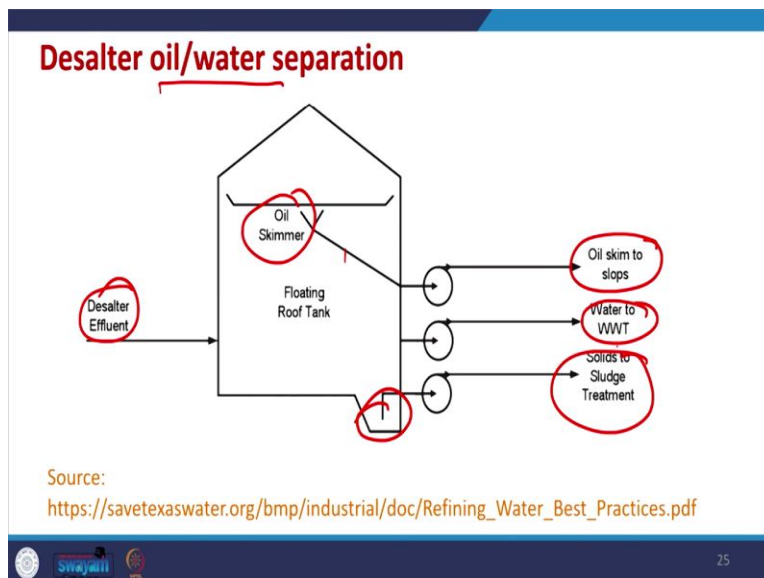 Desalter oil/water separation
Oil
Skimmer
Floating
Roof Tank
Desalter
Effluent
Oil skim to
slops
Water to
WWT
Solids to
Sludge
Treatment
Source:
https://savetexaswater.org/bmp/industrial/doc/Refining_Water_Best_Practices.pdf
swayam
25